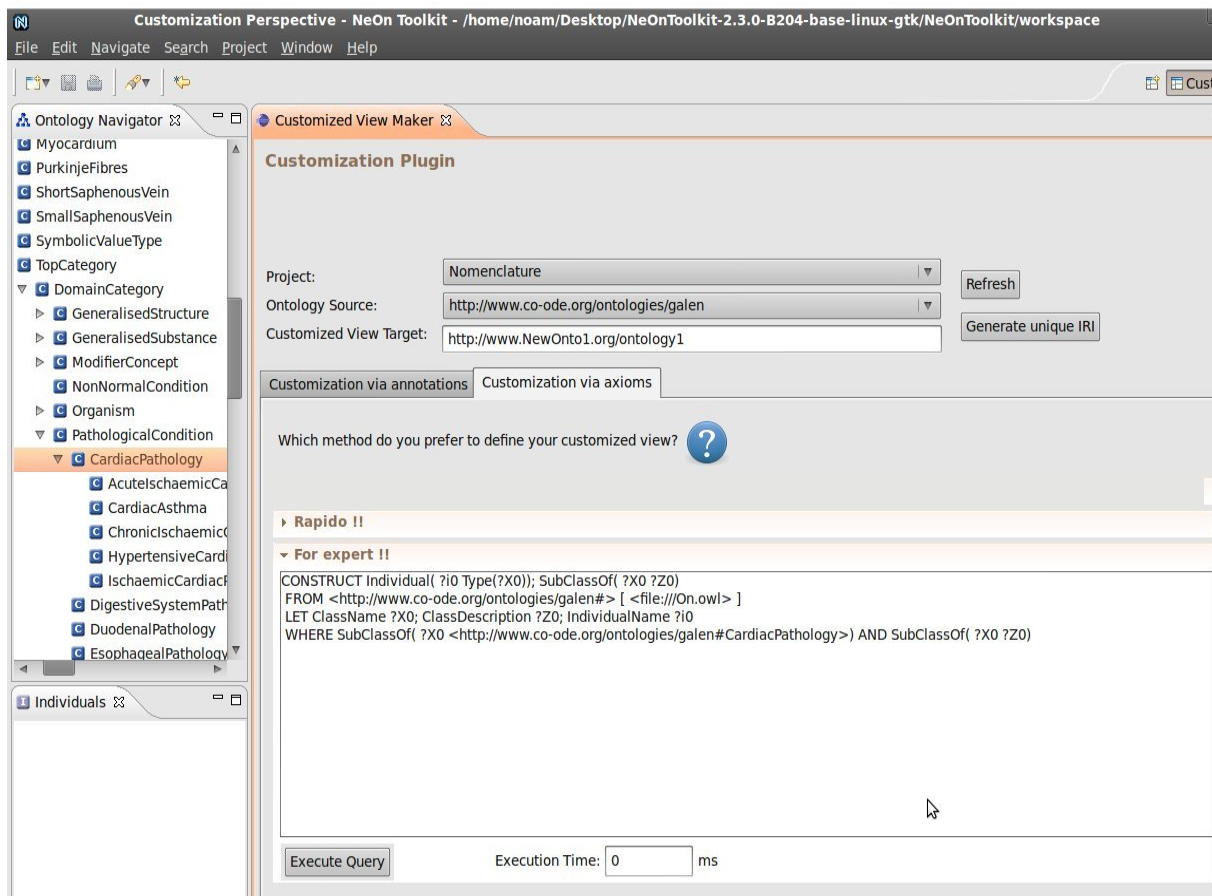 Customization Perspective - NeOn Toolkit - /home/noam/Desktop/NeOnToolkit-2.3.0-B204-base-linux-gtk/NeOnToolkit/workspace
File Edit Navigate Search Project Window Help
Cust
Ontology Navigator
Myocardium
PurkinjeFibres
ShortSaphenousVein
SmallSaphenousVein
SymbolicValueType
TopCategory
DomainCategory
GeneralisedStructure
GeneralisedSubstance
ModifierConcept
NonNormalCondition
Organism
PathologicalCondition
CardiacPathology
AcuteIschaemicCa
CardiacAsthma
ChronicIschaemicC
HypertensiveCardi
IschaemicCardiacP
DigestiveSystemPath
DuodenalPathology
EsophagealPathology
Individuals
Customized View Maker
Customization Plugin
Project: Nomenclature
Refresh
Ontology Source: http://www.co-ode.org/ontologies/galen
Generate unique IRI
Customized View Target: http://www.NewOnto1.org/ontology1
Customization via annotations Customization via axioms
Which method do you prefer to define your customized view? ?
Rapido !!
For expert !!
CONSTRUCT Individual( ?i0 Type(?X0)); SubClassOf( ?X0 ?Z0)
FROM <http://www.co-ode.org/ontologies/galen#> [ <file:///On.owl> ]
LET ClassName ?X0; ClassDescription ?Z0; IndividualName ?i0
WHERE SubClassOf( ?X0 <http://www.co-ode.org/ontologies/galen#CardiacPathology>) AND SubClassOf( ?X0 ?Z0)
Execute Query Execution Time: 0 ms